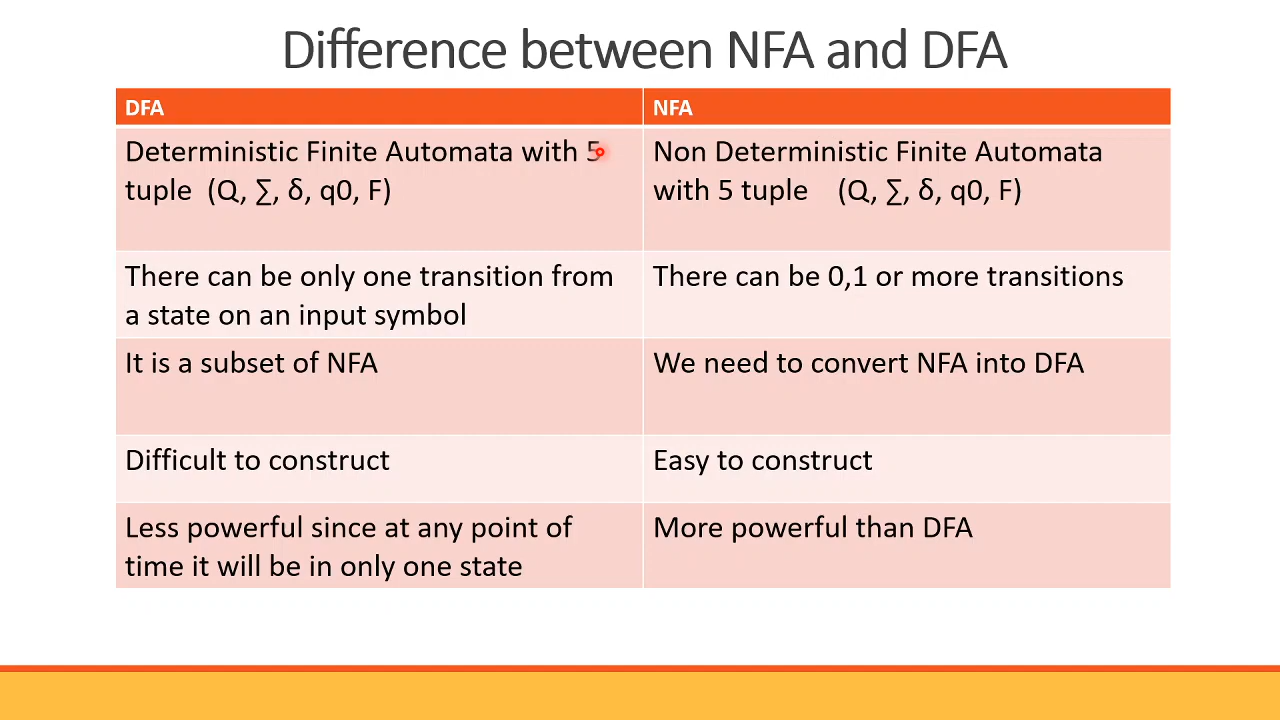 Difference between NFA and DFA
DFA
NFA
Deterministic Finite Automata with 5
tuple (Q, ∑, δ, q0, F)
Non Deterministic Finite Automata
with 5 tuple (Q, ∑, δ, q0, F)
There can be only one transition from
a state on an input symbol
There can be 0,1 or more transitions
It is a subset of NFA
We need to convert NFA into DFA
Difficult to construct
Easy to construct
Less powerful since at any point of
time it will be in only one state
More powerful than DFA